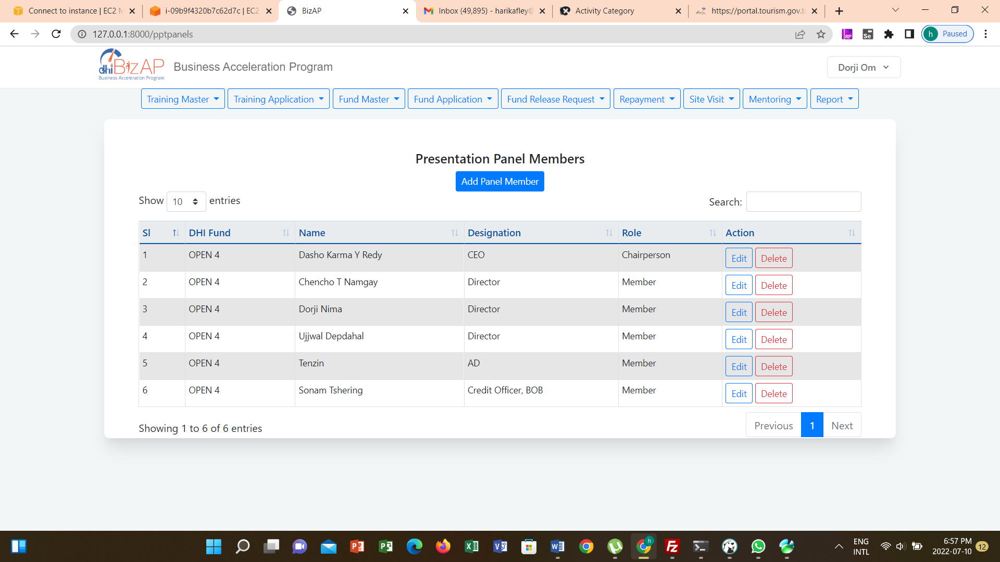 Connect to instance | EC2 M
i-09b9f4320b7c62d7c | EC2
BizAP
Inbox (49,895) - harikafley@
Activity Category
https://portal.tourism.gov.b
127.0.0.1:8000/pptpanels
RP
Se
h Paused
dhi BizAP
Business Acceleration Program
Business Acceleration Program
Dorji Om
Training Master
Training Application
Fund Master
Fund Application
Fund Release Request
Repayment
Site Visit
Mentoring
Report
Presentation Panel Members
Add Panel Member
Show 10 entries
Search:
Sl DHI Fund Name Designation Role Action
1 OPEN 4 Dasho Karma Y Redy CEO Chairperson Edit Delete
2 OPEN 4 Chencho T Namgay Director Member Edit Delete
3 OPEN 4 Dorji Nima Director Member Edit Delete
4 OPEN 4 Ujjwal Depdahal Director Member Edit Delete
5 OPEN 4 Tenzin AD Member Edit Delete
6 OPEN 4 Sonam Tshering Credit Officer, BOB Member Edit Delete
Showing 1 to 6 of 6 entries
Previous 1 Next
h
ENG
INTL
6:57 PM
2022-07-10
12